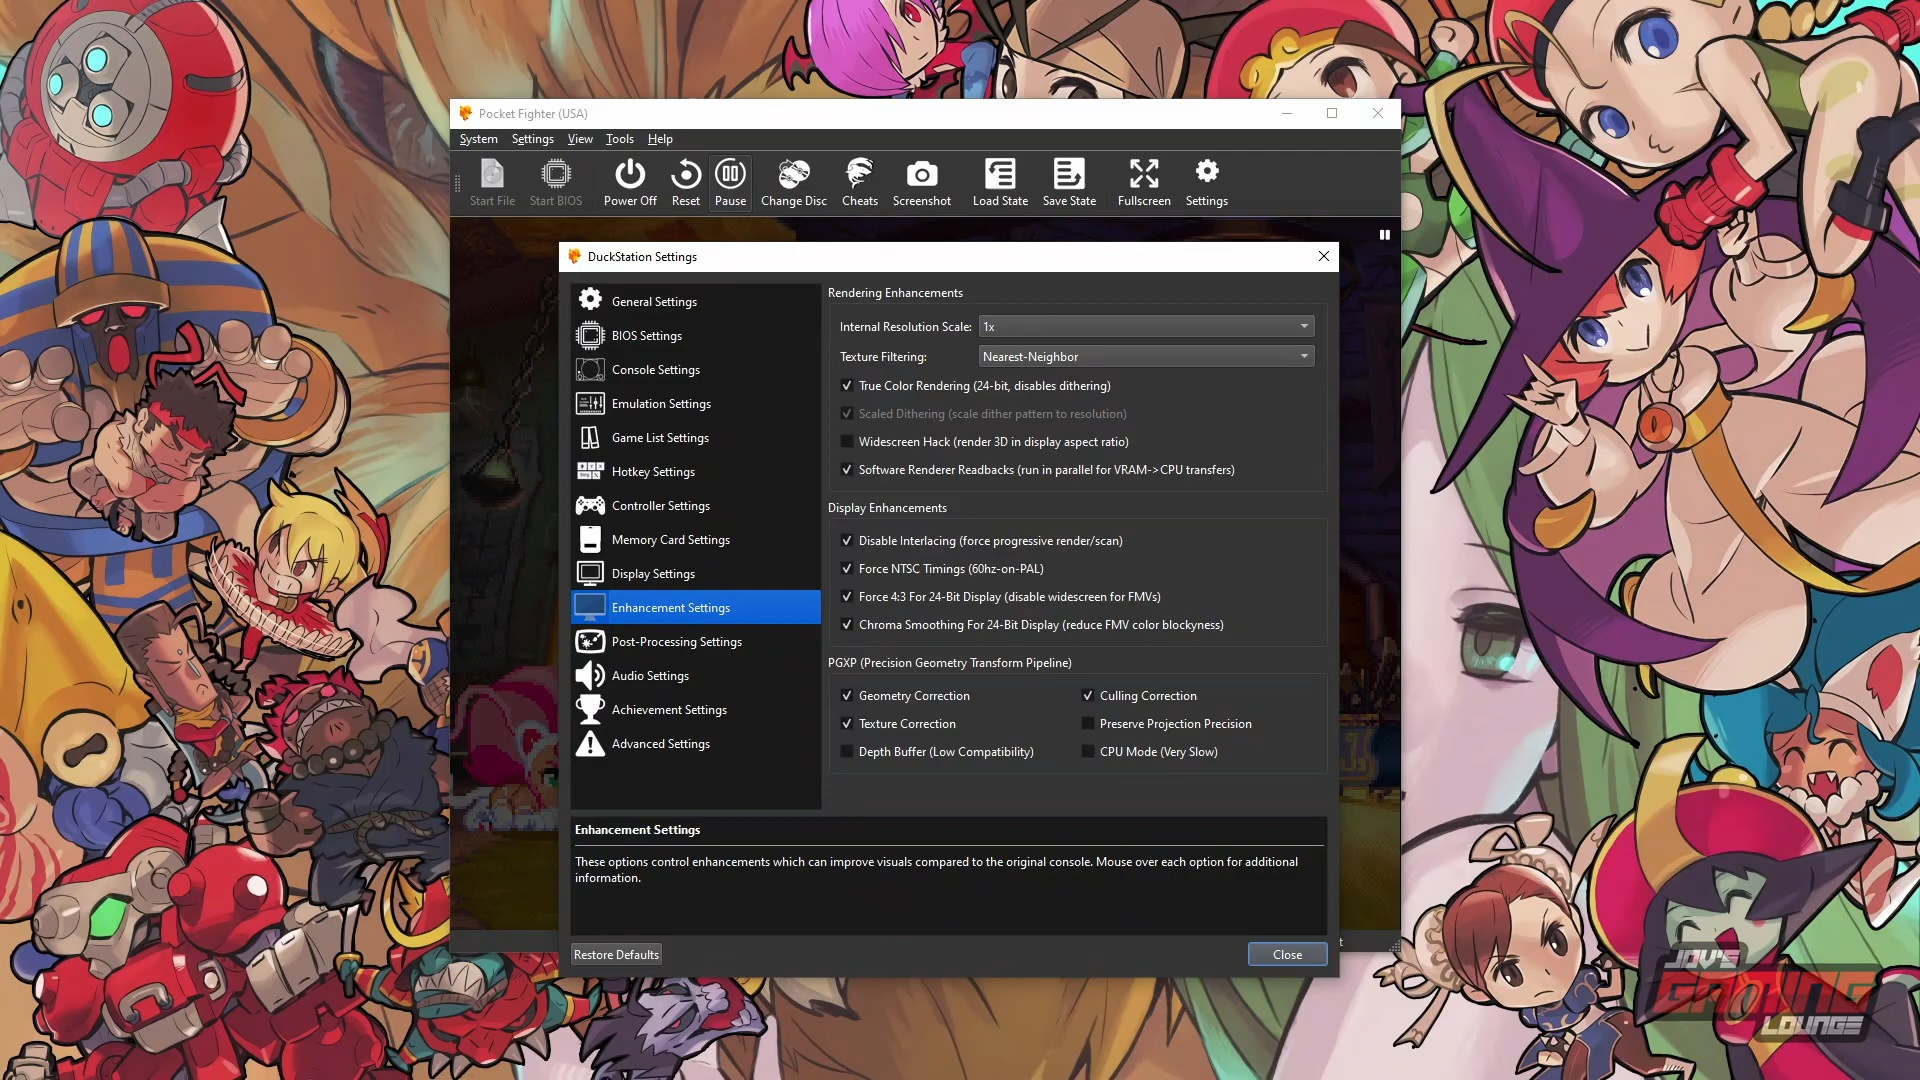 Pocket Fighter (USA)
System Settings View Tools Help
Start File Start BIOS Power Off Reset Pause Change Disc Cheats Screenshot Load State Save State Fullscreen Settings
DuckStation Settings
General Settings
BIOS Settings
Console Settings
Emulation Settings
Game List Settings
Hotkey Settings
Controller Settings
Memory Card Settings
Display Settings
Enhancement Settings
Post-Processing Settings
Audio Settings
Achievement Settings
Advanced Settings
Rendering Enhancements
Internal Resolution Scale: 1x
Texture Filtering: Nearest-Neighbor
True Color Rendering (24-bit, disables dithering)
Scaled Dithering (scale dither pattern to resolution)
Widescreen Hack (render 3D in display aspect ratio)
Software Renderer Readbacks (run in parallel for VRAM->CPU transfers)
Display Enhancements
Disable Interlacing (force progressive render/scan)
Force NTSC Timings (60hz-on-PAL)
Force 4:3 For 24-Bit Display (disable widescreen for FMVs)
Chroma Smoothing For 24-Bit Display (reduce FMV color blockyness)
PGXP (Precision Geometry Transform Pipeline)
Geometry Correction Culling Correction
Texture Correction Preserve Projection Precision
Depth Buffer (Low Compatibility) CPU Mode (Very Slow)
Enhancement Settings
These options control enhancements which can improve visuals compared to the original console. Mouse over each option for additional
information.
Restore Defaults Close
JDV'S
GAMING
LOUNGE